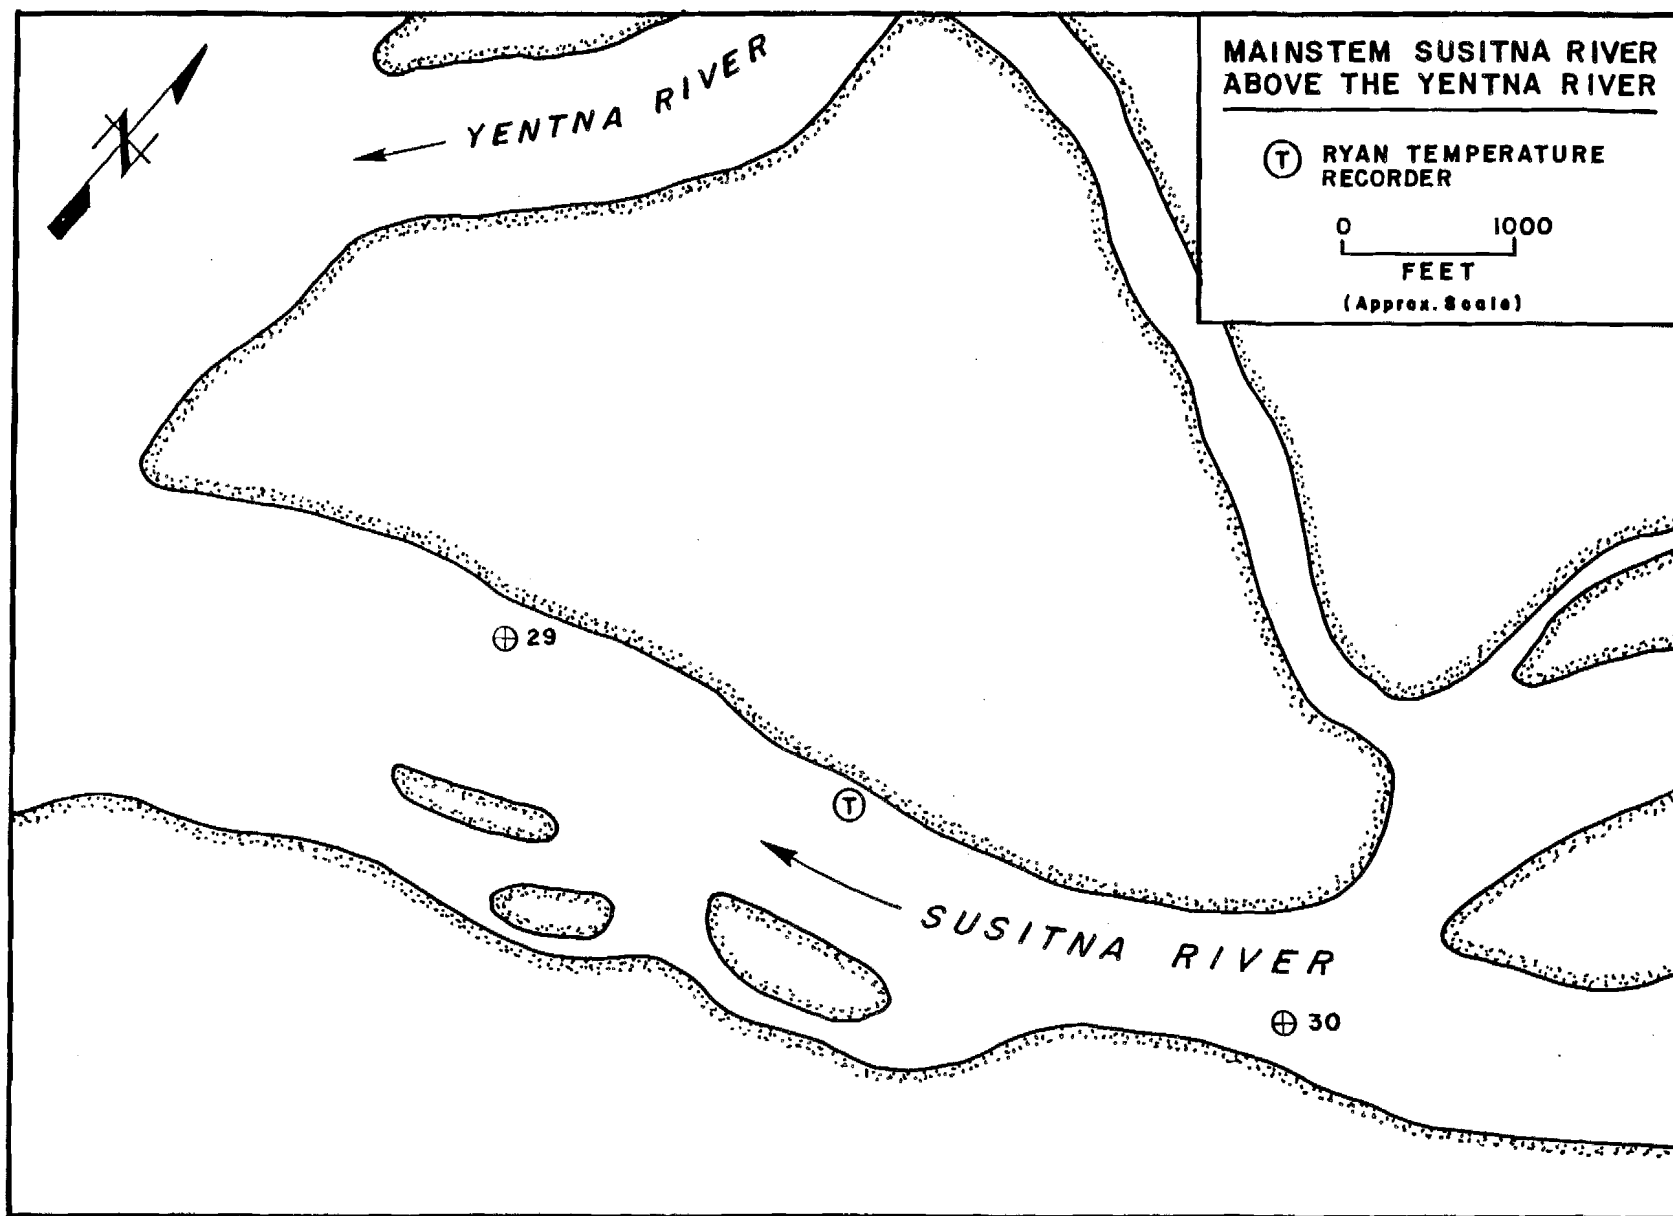 MAINSTEM SUSITNA RIVER
ABOVE THE YENTNA RIVER
T RYAN TEMPERATURE
RECORDER
0 1000
FEET
(Approx. Scale)
N
YENTNA RIVER
29
T
SUSITNA RIVER
30